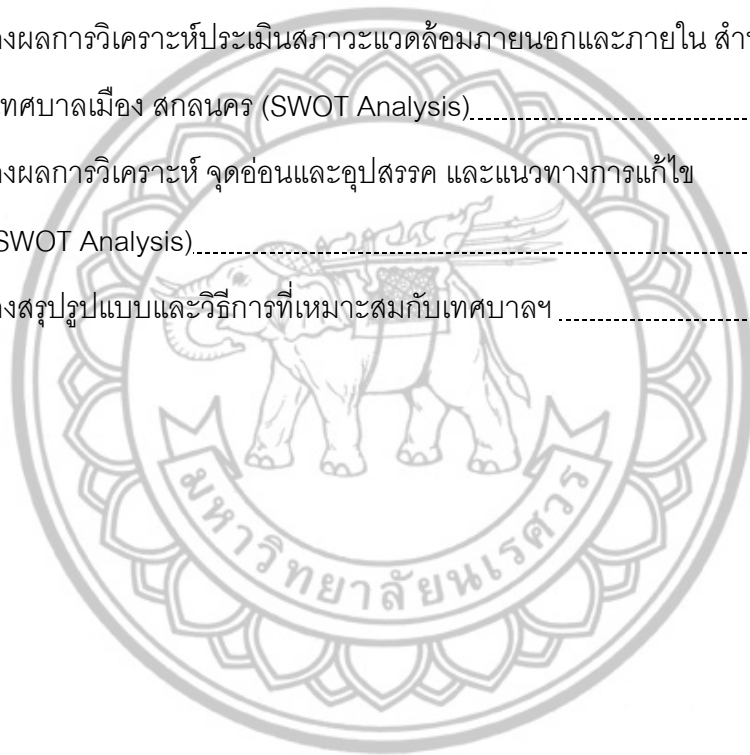 งผลการวิเคราะห์ประเมินสภาวะแวดล้อมภายนอกและภายใน
เทศบาลเมือง สกลนคร (SWOT Analysis)
งผลการวิเคราะห์ จุดอ่อนและอุปสรรค และแนวทางการแก้ไข
SWOT Analysis)
งสรุปรูปแบบและวิธีการที่เหมาะสมกับเทศบาลฯ
มหาวิทยาลัยนเรศวร